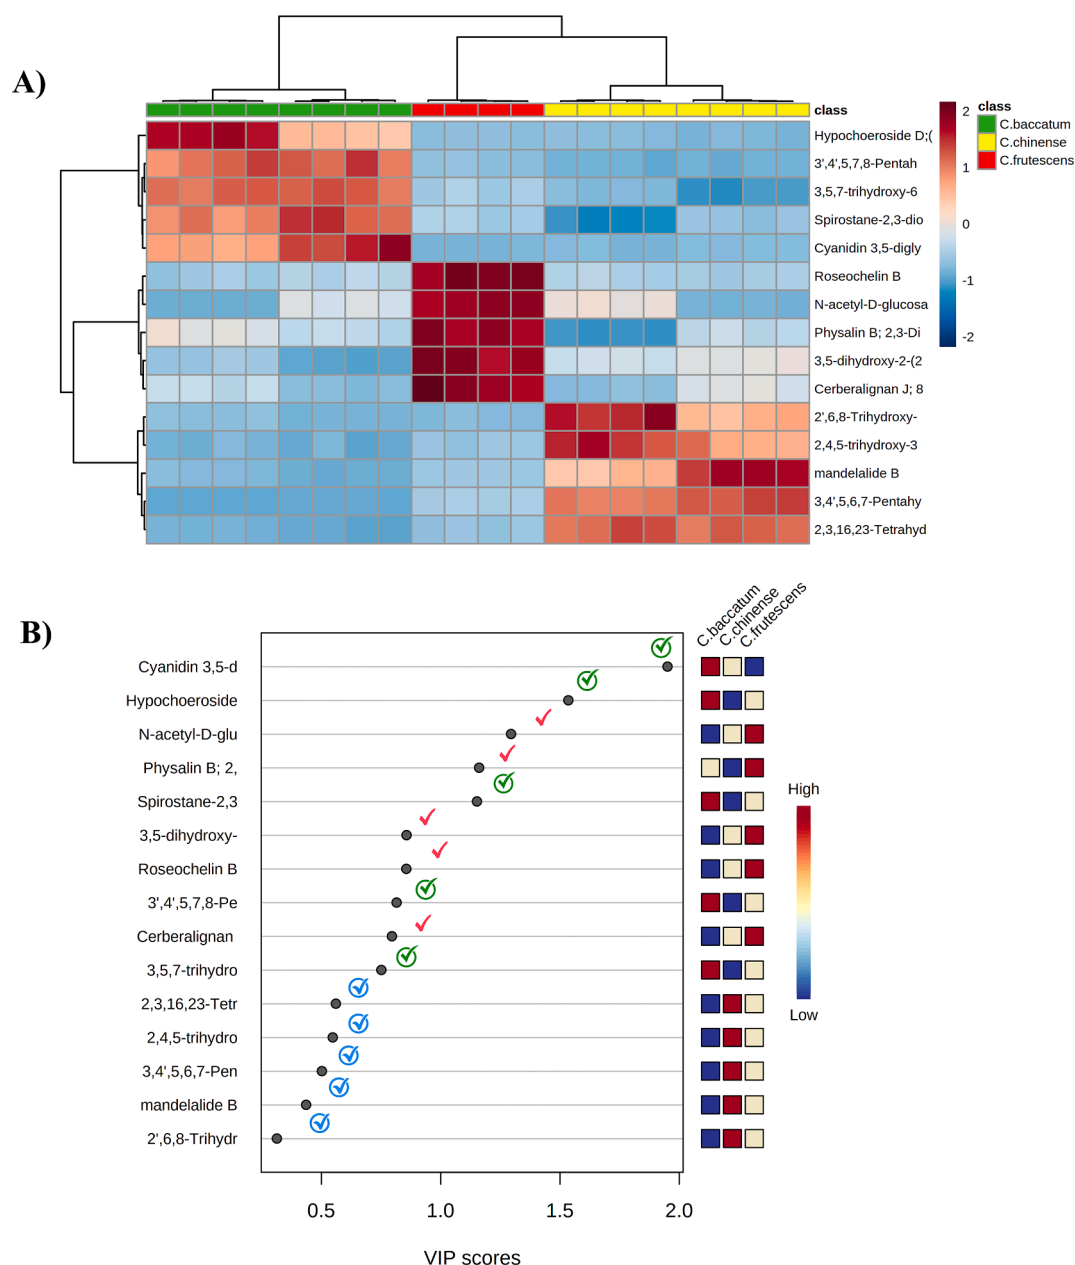 A)
class
Hypochoeroside D;(
3',4',5,7,8-Pentah
3,5,7-trihydroxy-6
Spirostane-2,3-dio
Cyanidin 3,5-digly
Roseochelin B
N-acetyl-D-glucosa
Physalin B; 2,3-Di
3,5-dihydroxy-2-(2
Cerberalignan J; 8
2',6,8-Trihydroxy-
2,4,5-trihydroxy-3
mandelalide B
3,4',5,6,7-Pentahy
2,3,16,23-Tetrahyd
2
1
0
-1
-2
class
C.baccatum
C.chinense
C.frutescens
B)
C.baccatum
C.chinense
C.frutescens
Cyanidin 3,5-d
Hypochoeroside
N-acetyl-D-glu
Physalin B; 2,
Spirostane-2,3
3,5-dihydroxy-
Roseochelin B
3',4',5,7,8-Pe
Cerberalignan
3,5,7-trihydro
2,3,16,23-Tetr
2,4,5-trihydro
3,4',5,6,7-Pen
mandelalide B
2',6,8-Trihydr
High
Low
0.5 1.0 1.5 2.0
VIP scores